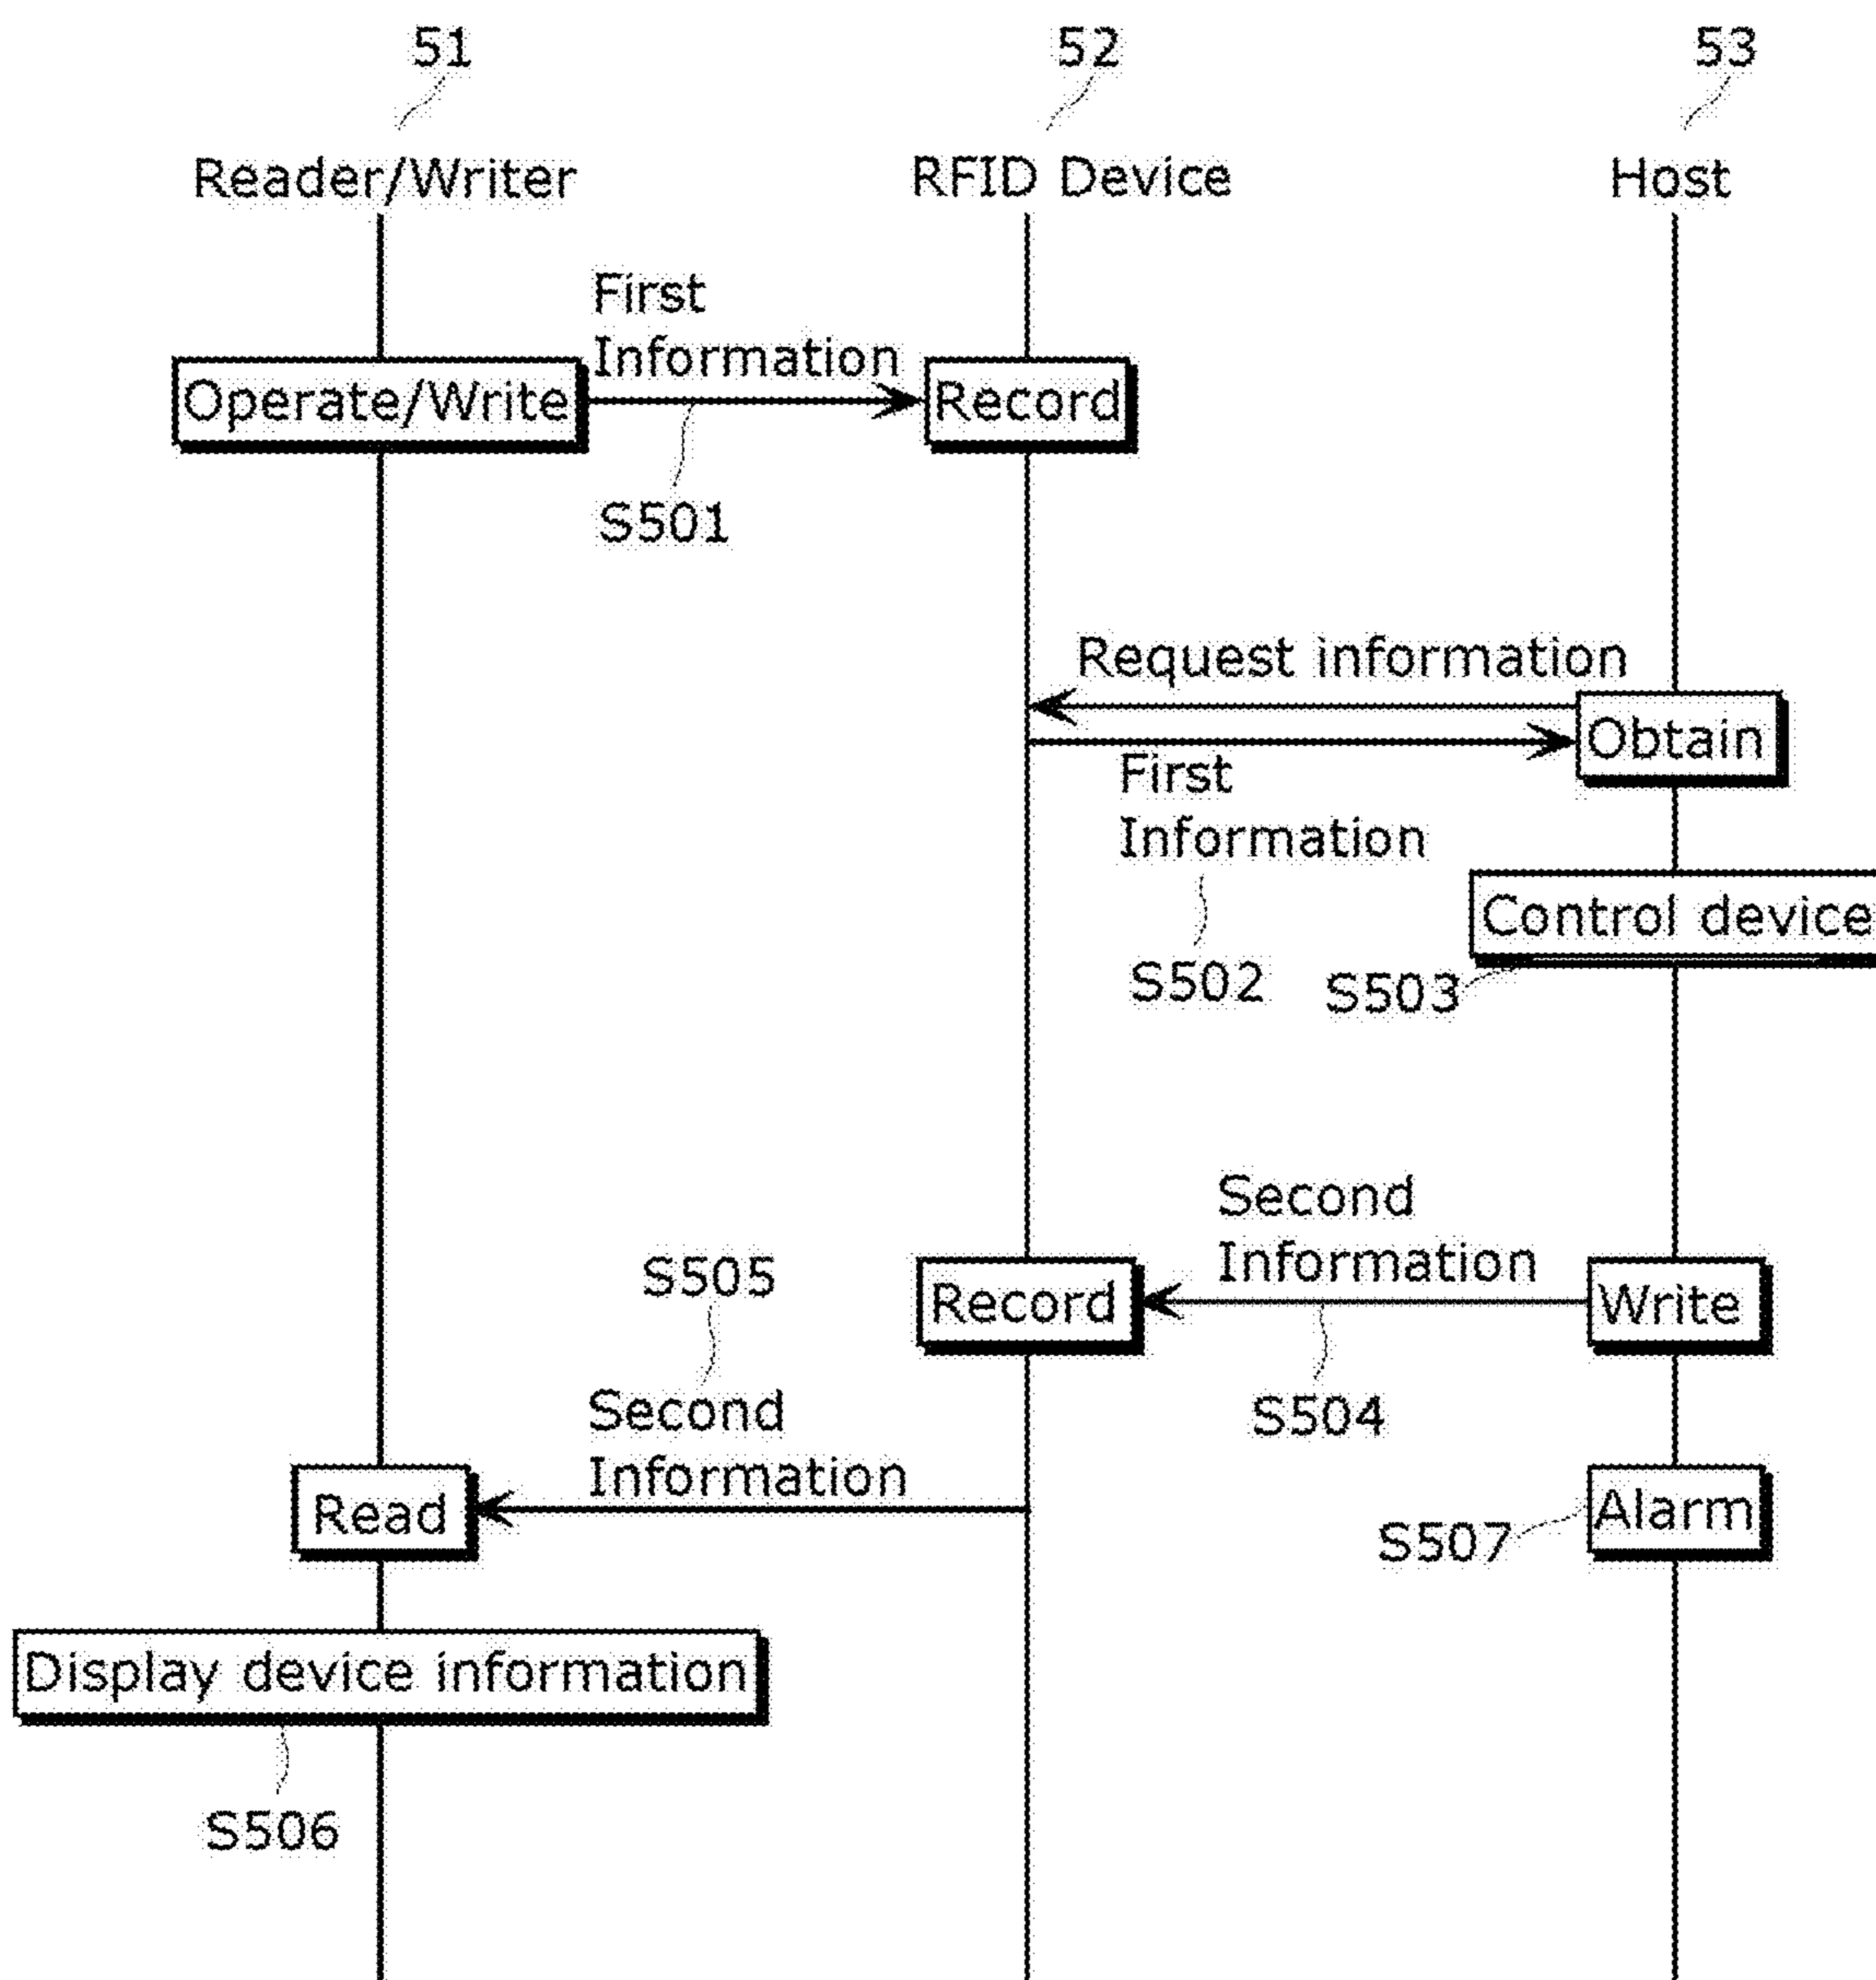 51
52
53
Reader/Writer
RFID Device
Host
First
Information
Operate/Write
Record
S501
Request information
Obtain
First
Information
Control device
S502
S503
Second
Information
S505
Record
Write
Second
Information
S504
Read
Alarm
S507
Display device information
S506